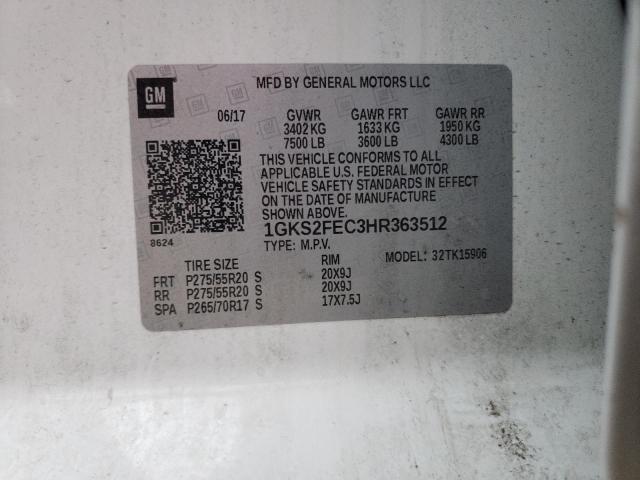 GM
MFD BY GENERAL MOTORS LLC
06/17 GVWR GAWR FRT GAWR RR
3402 KG 1633 KG 1950 KG
7500 LB 3600 LB 4300 LB
THIS VEHICLE CONFORMS TO ALL
APPLICABLE U.S. FEDERAL MOTOR
VEHICLE SAFETY STANDARDS IN EFFECT
ON THE DATE OF MANUFACTURE
SHOWN ABOVE.
8624
1GKS2FEC3HR363512
TYPE: M.P.V. MODEL: 32TK15906
TIRE SIZE RIM
FRT P275/55R20 S 20X9J
RR P275/55R20 S 20X9J
SPA P265/70R17 S 17X7.5J